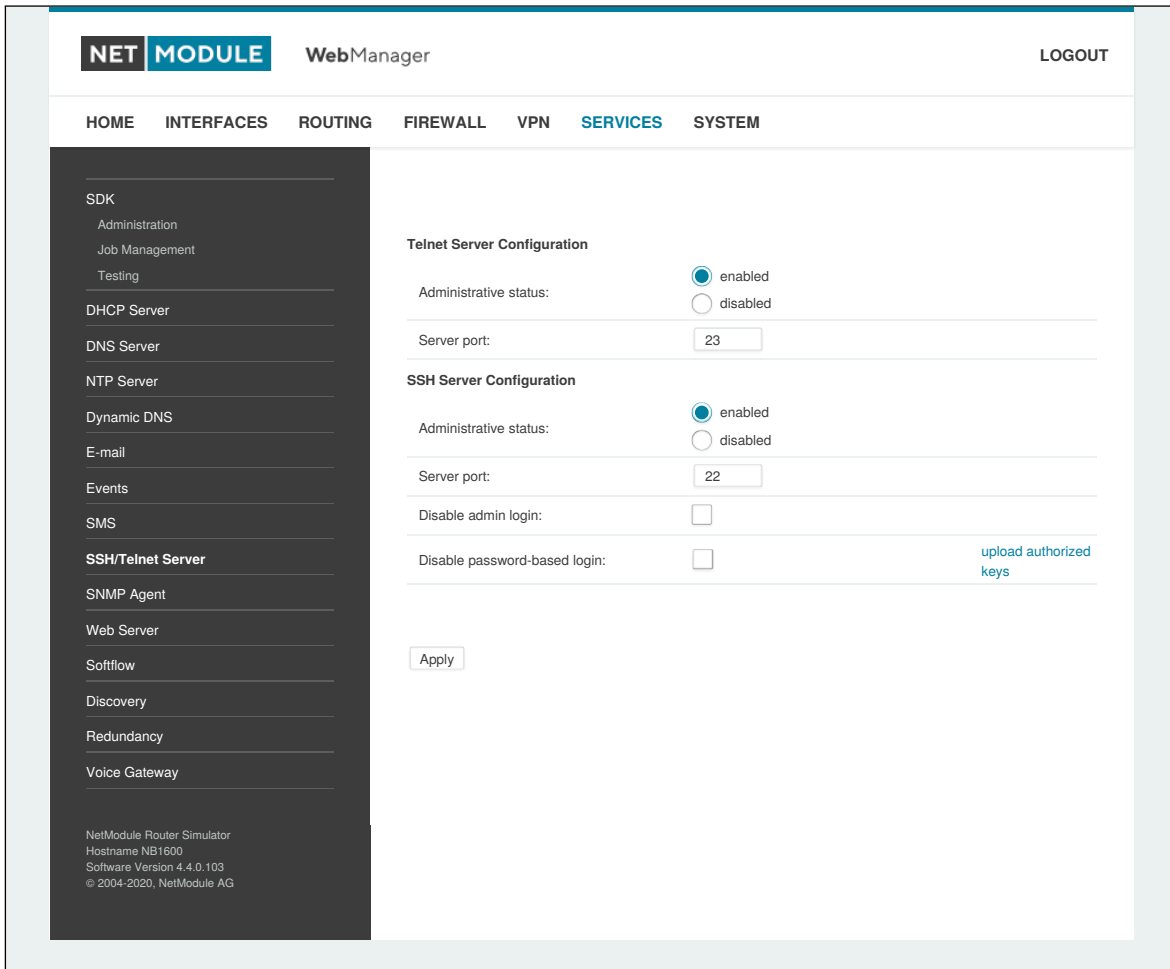 NET MODULE WebManager LOGOUT
HOME INTERFACES ROUTING FIREWALL VPN SERVICES SYSTEM
SDK
Administration
Job Management
Testing
DHCP Server
DNS Server
NTP Server
Dynamic DNS
E-mail
Events
SMS
SSH/Telnet Server
SNMP Agent
Web Server
Softflow
Discovery
Redundancy
Voice Gateway
NetModule Router Simulator
Hostname NB1600
Software Version 4.4.0.103
© 2004-2020, NetModule AG
Telnet Server Configuration
Administrative status:
enabled
disabled
Server port: 23
SSH Server Configuration
Administrative status:
enabled
disabled
Server port: 22
Disable admin login:
Disable password-based login:
upload authorized
keys
Apply